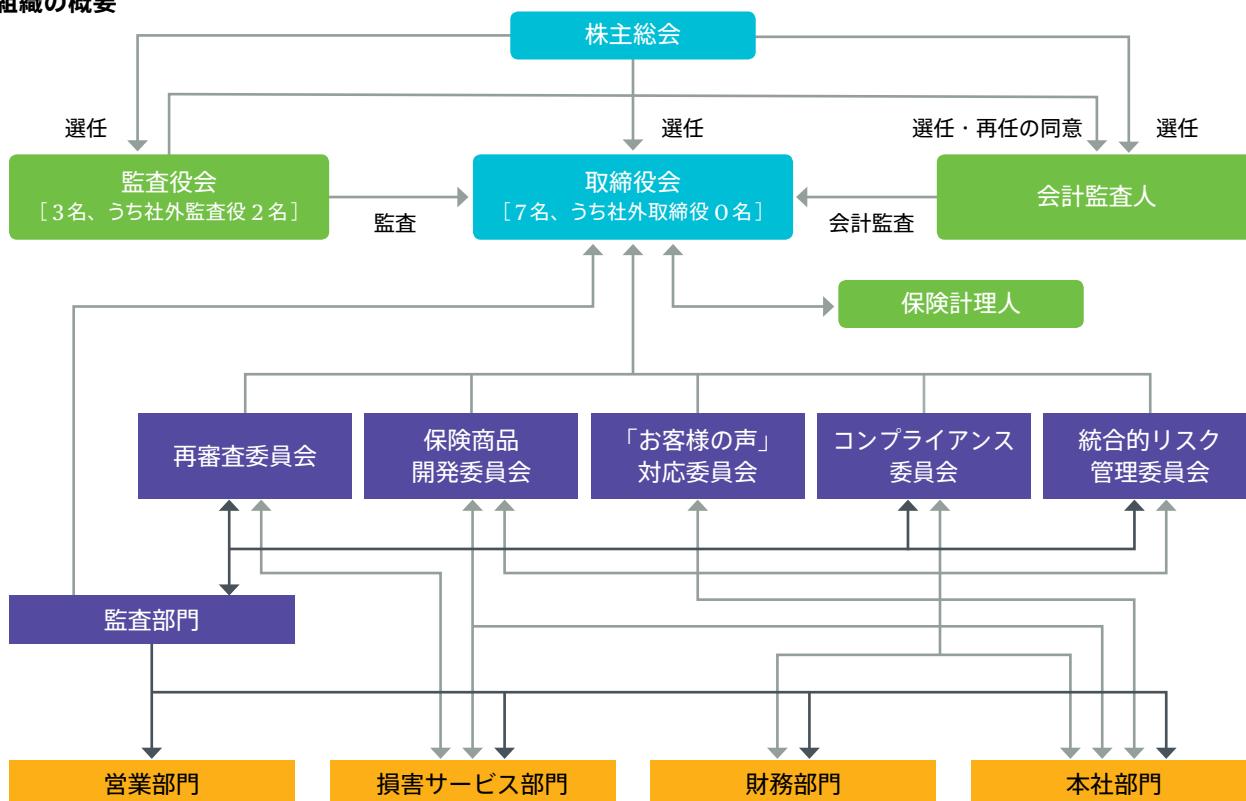 組織の概要
株主総会
選任
選任
選任・再任の同意
選任
監査役会
［3名、うち社外監査役 2名］
監査
取締役会
［7名、うち社外取締役 0名］
会計監査
会計監査人
保険計理人
再審査委員会
保険商品
開発委員会
「お客様の声」
対応委員会
コンプライアンス
委員会
統合的リスク
管理委員会
監査部門
営業部門
損害サービス部門
財務部門
本社部門